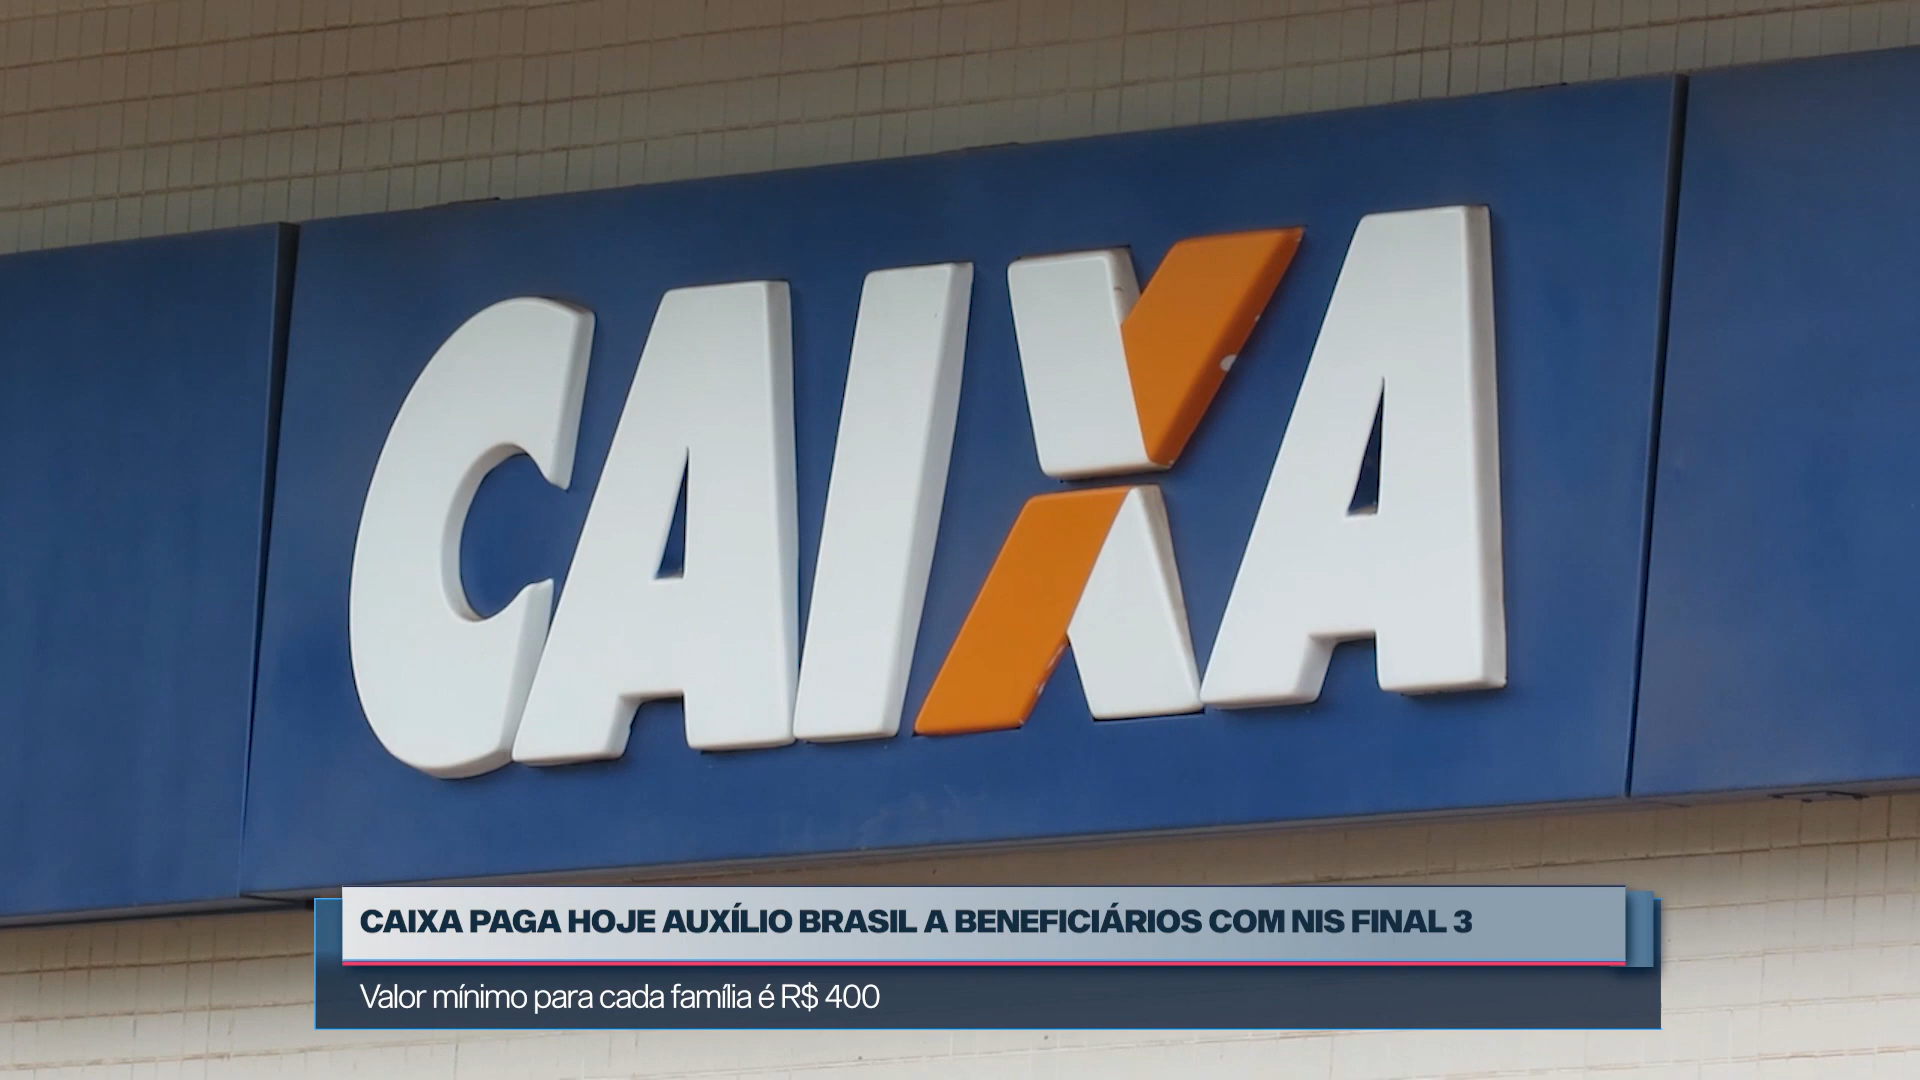 CAIXA
CAIXA PAGA HOJE AUXÍLIO BRASIL A BENEFICIÁRIOS COM NIS FINAL 3
Valor mínimo para cada família é R$ 400